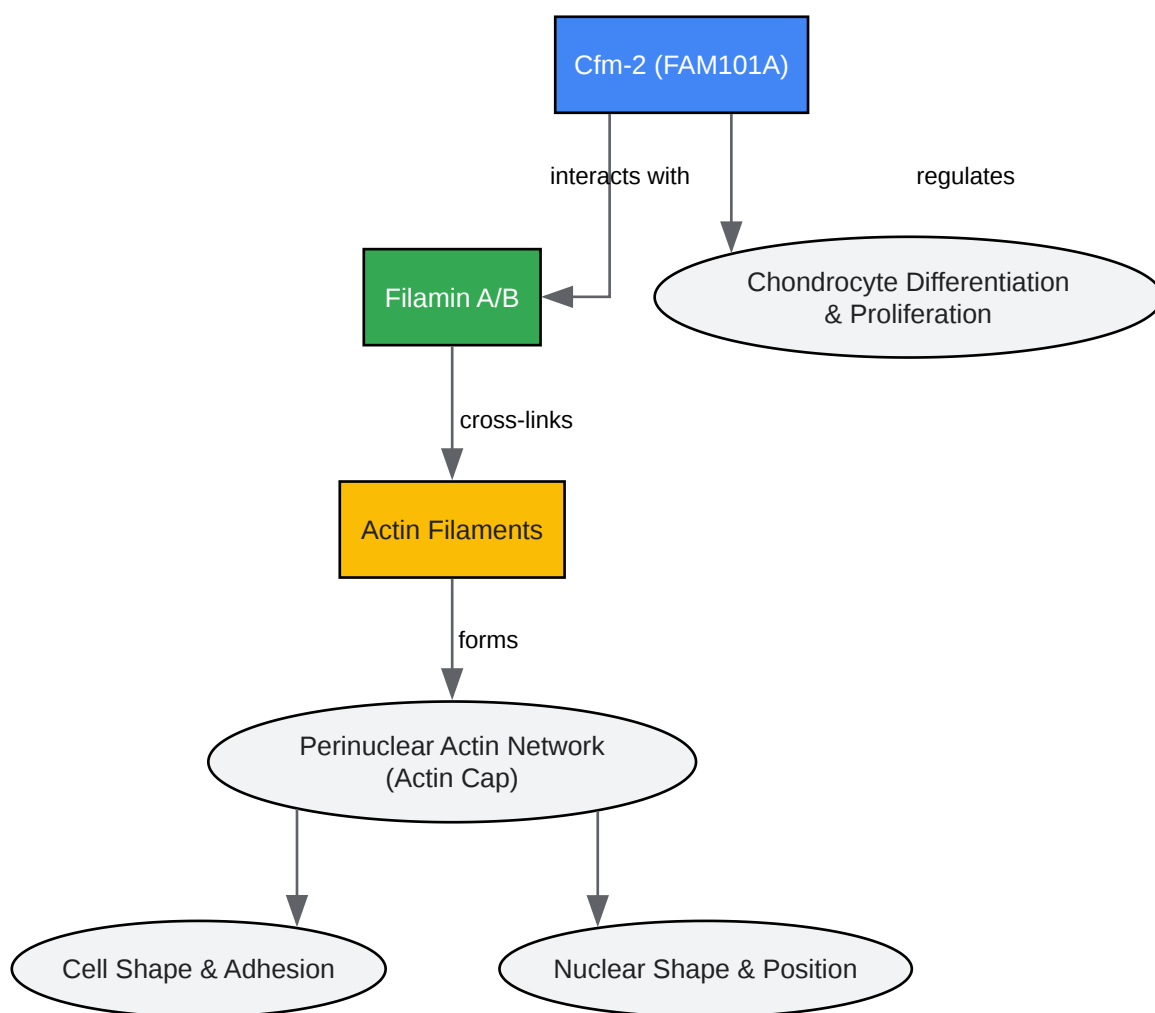 Cfm-2 (FAM101A)
interacts with
regulates
Filamin A/B
Chondrocyte Differentiation
& Proliferation
cross-links
Actin Filaments
forms
Perinuclear Actin Network
(Actin Cap)
Cell Shape & Adhesion
Nuclear Shape & Position